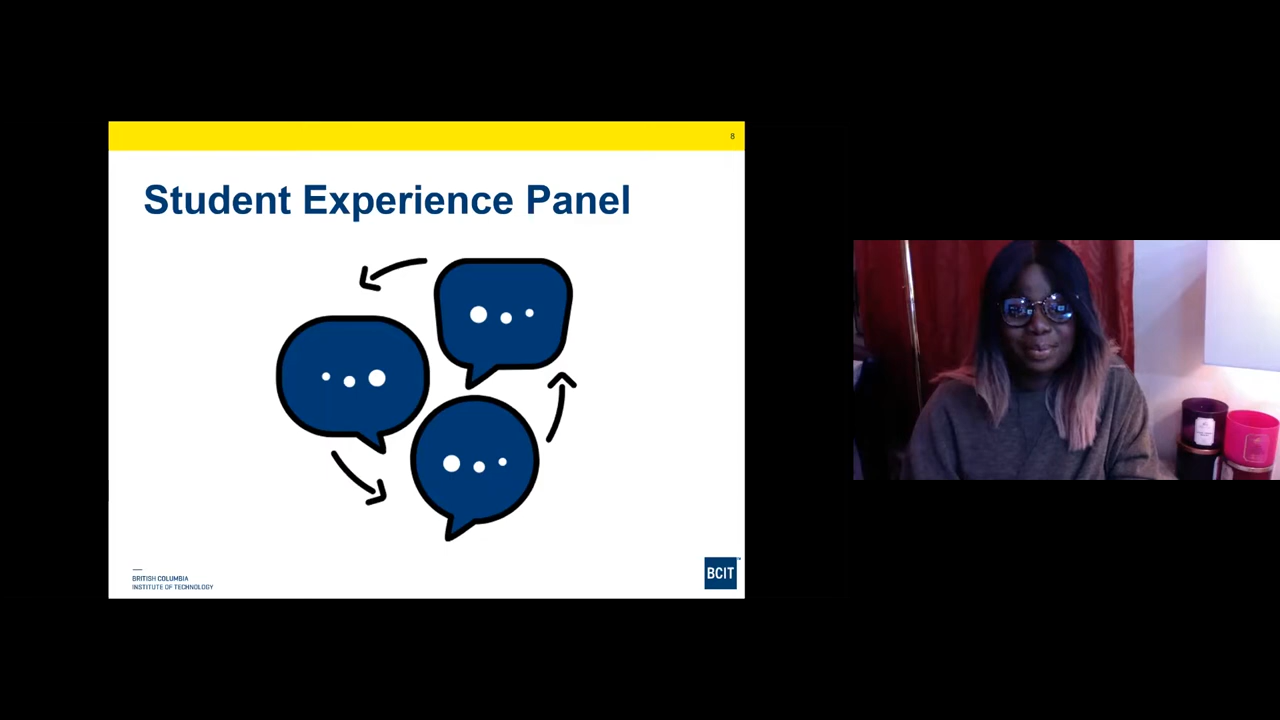 8
Student Experience Panel
BRITISH COLUMBIA
INSTITUTE OF TECHNOLOGY
BCIT